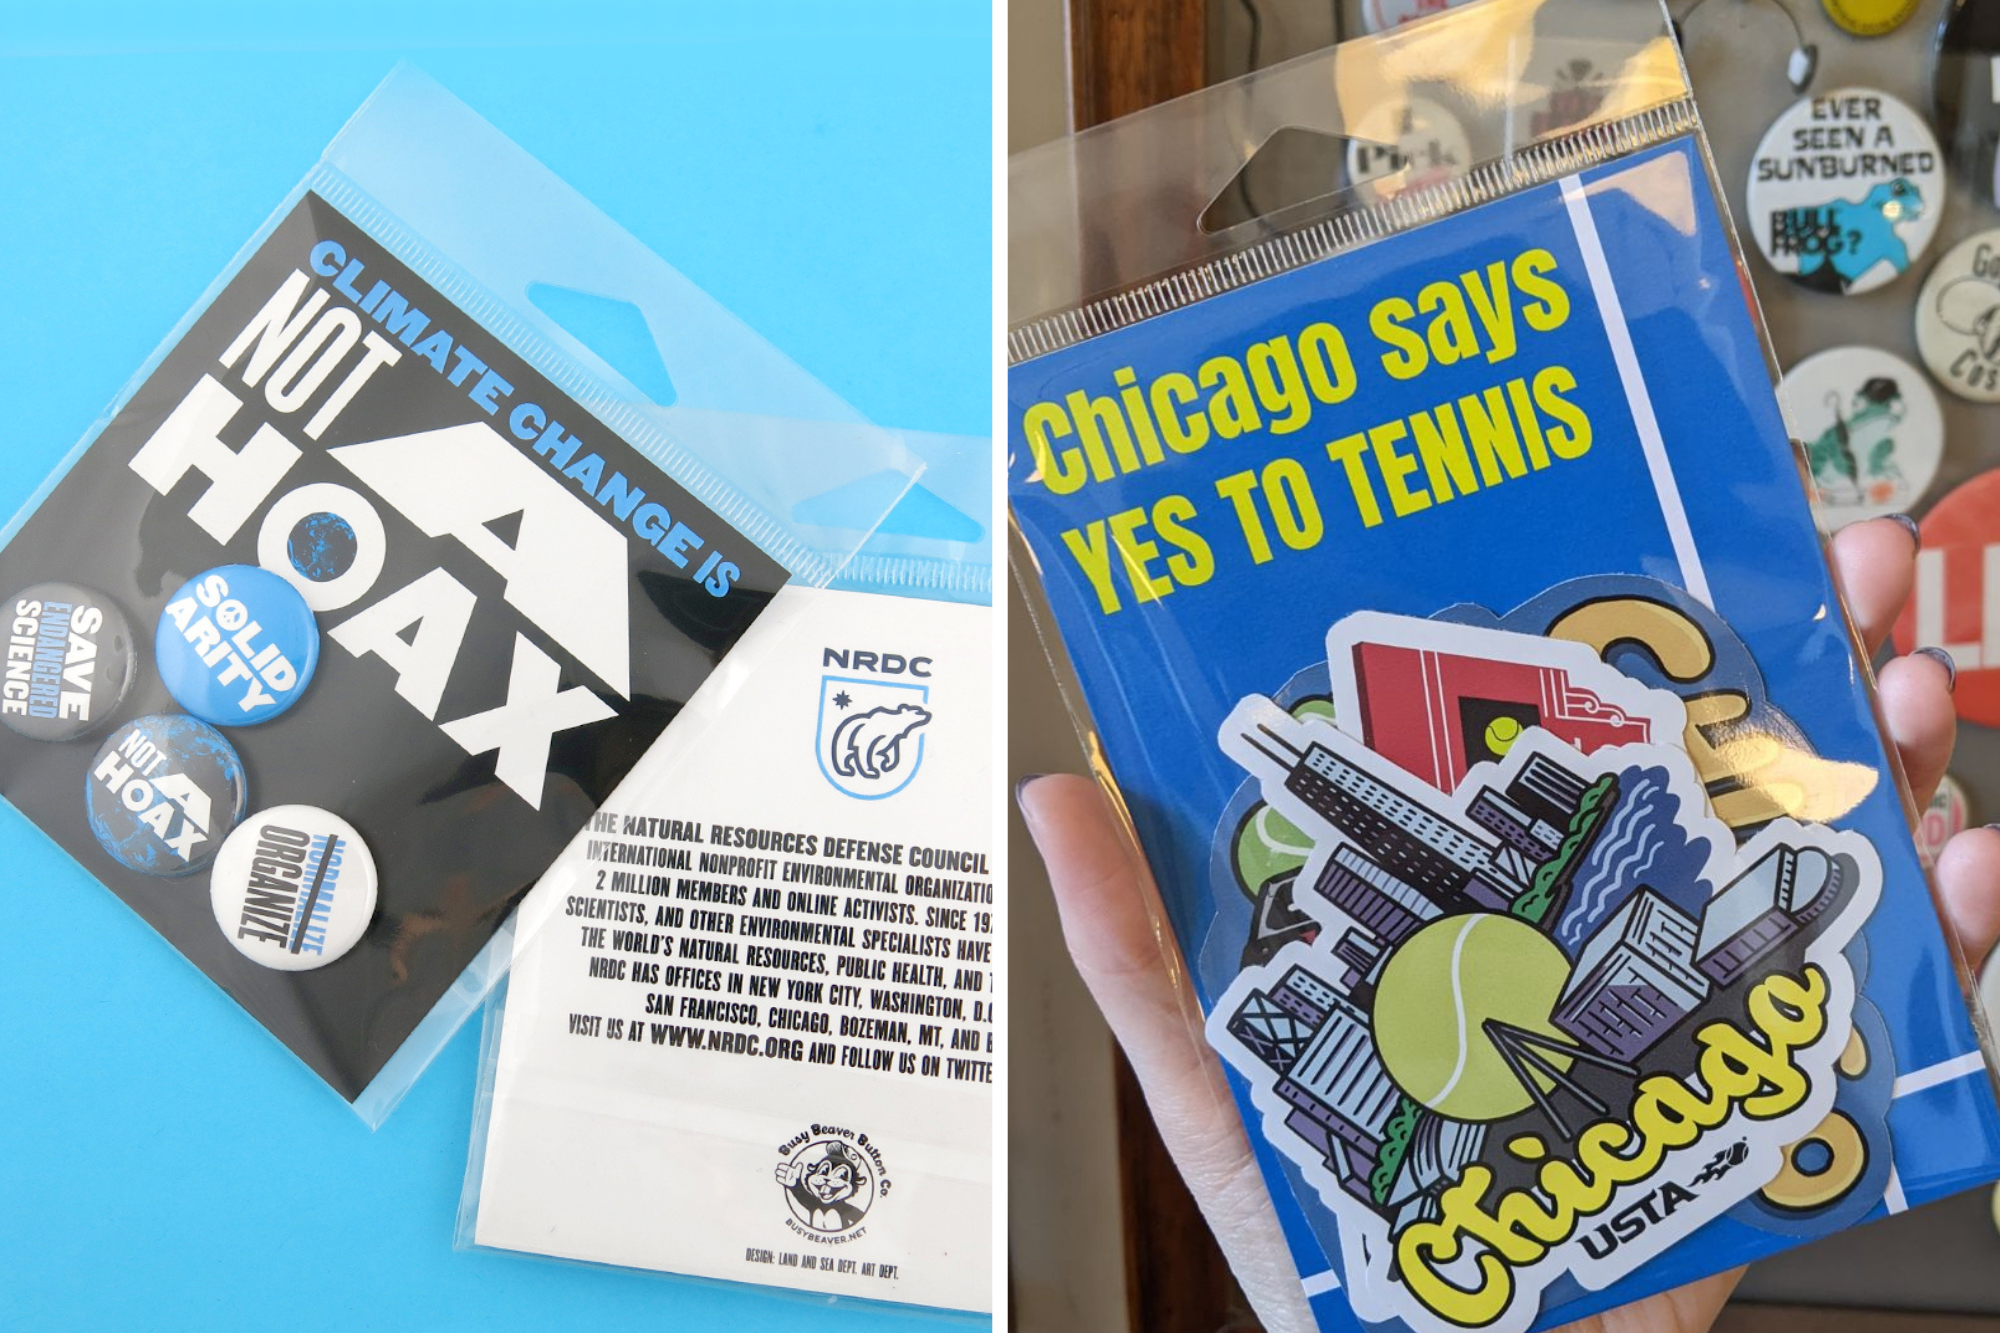 CLIMATE CHANGE IS
NOT A
HOAX
SAVE
ENDANGERED
SCIENCE
SOLID
ARITY
NOT A
HOAX
NORMALIZE
ORGANIZE
NRDC
THE NATURAL RESOURCES DEFENSE COUNCIL
INTERNATIONAL NONPROFIT ENVIRONMENTAL
2 MILLION MEMBERS AND ONLINE ACTIVISTS. SINCE
SCIENTISTS, AND OTHER ENVIRONMENTAL SPECIALISTS HAVE
THE WORLD'S NATURAL RESOURCES, PUBLIC HEALTH, AND
NRDC HAS OFFICES IN NEW YORK CITY, WASHINGTON, D.C
SAN FRANCISCO, CHICAGO, BOZEMAN, MT, AND
VISIT US AT WWW.NRDC.ORG AND FOLLOW US ON
Busy Beaver Button Co.
BUSYBEAVER.NET
DESIGN: LAND AND SEA DEPT. ART DEPT.
Chicago says
YES TO TENNIS
Chicago
USTA
EVER
SEEN A
SUNBURNED
BULL
FROG?